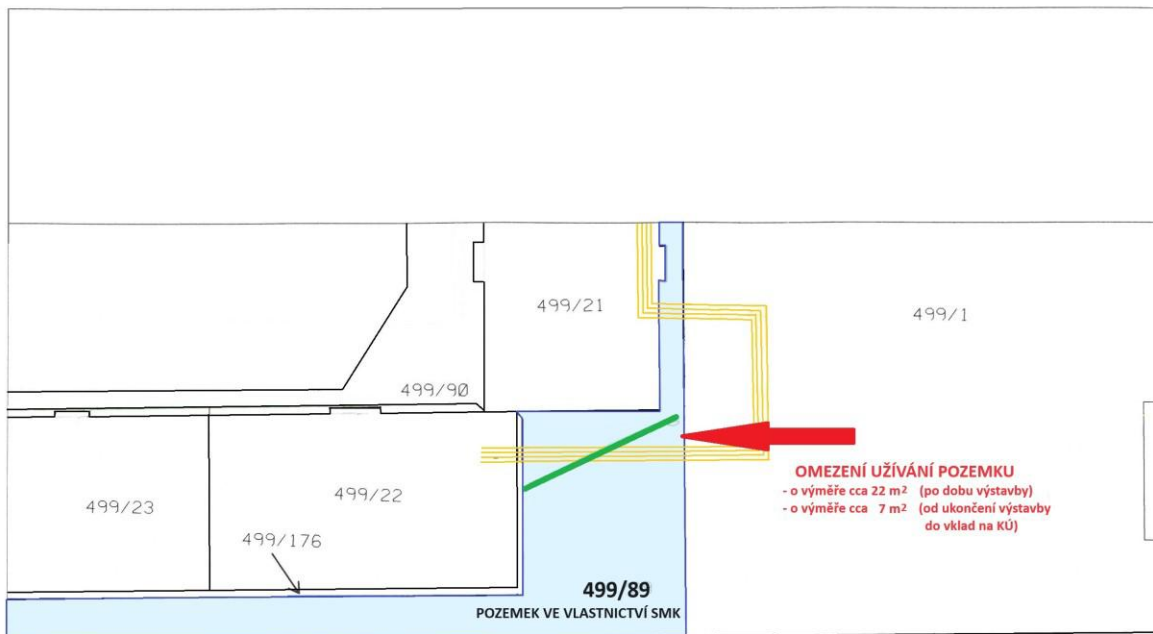 499/21
499/1
499/90
499/22
499/23
499/176
OMEZENÍ UŽÍVÁNÍ POZEMKU
- o výměře cca 22 m² (po dobu výstavby)
- o výměře cca 7 m² (od ukončení výstavby
do vklad na KÚ)
499/89
POZEMEK VE VLASTNICTVÍ SMK